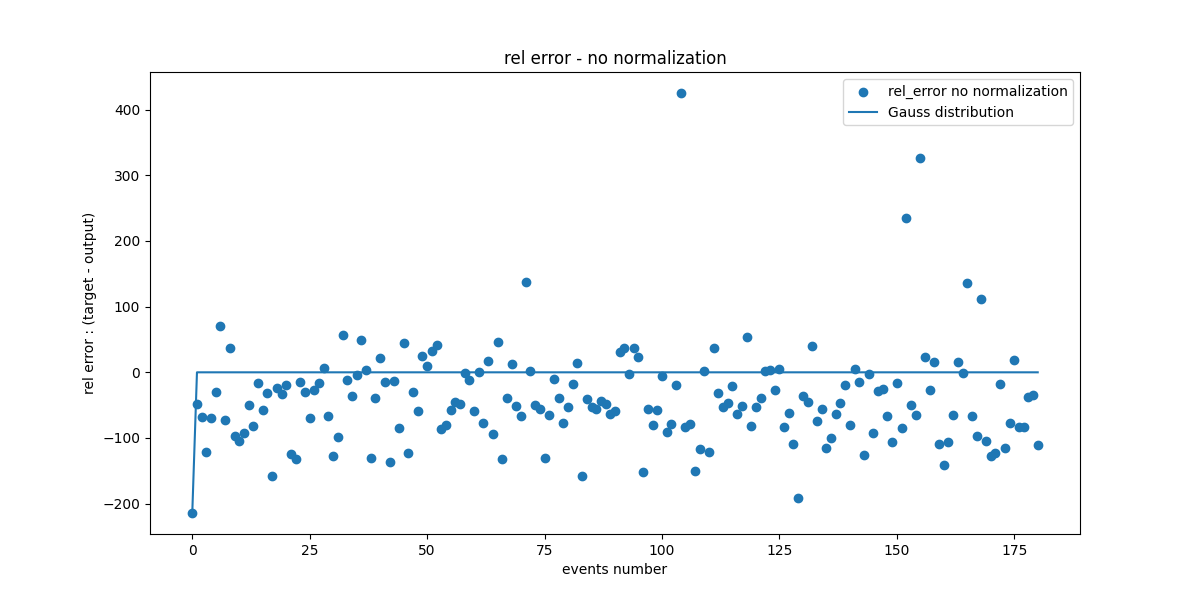 rel error - no normalization
rel_error no normalization
Gauss distribution
rel error : (target - output)
400
300
200
100
0
−100
−200
0 25 50 75 100 125 150 175
events number